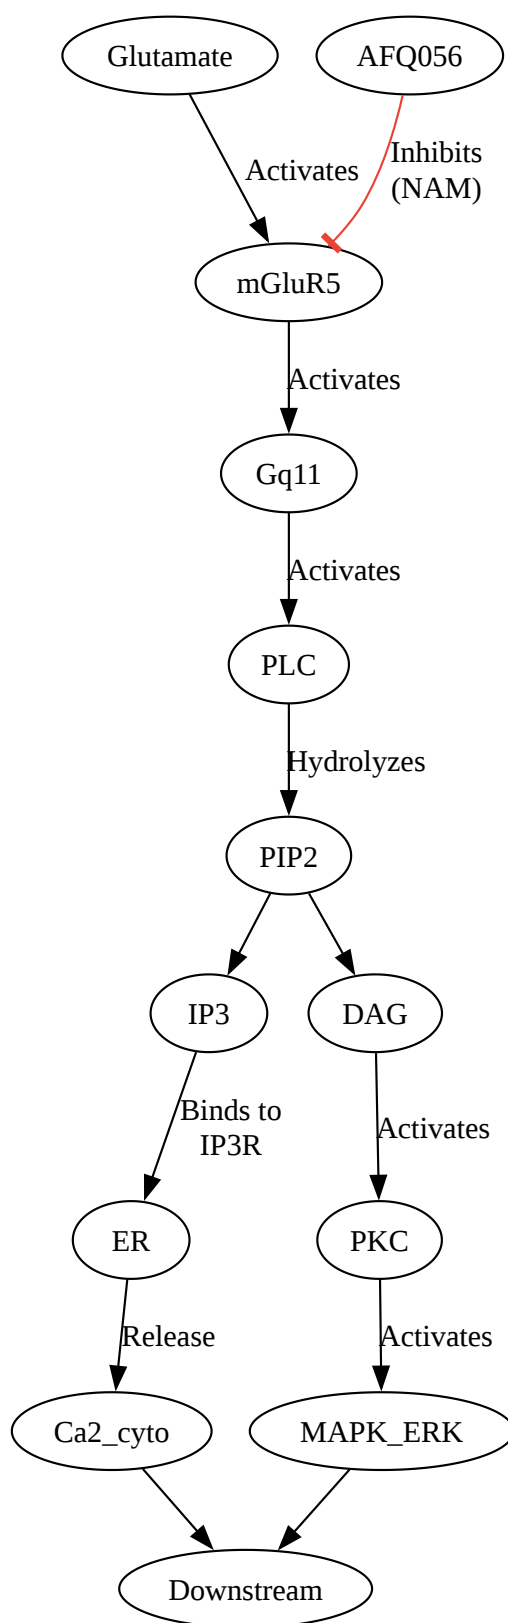 Glutamate
AFQ056
Activates
Inhibits
(NAM)
mGluR5
Activates
Gq11
Activates
PLC
Hydrolyzes
PIP2
IP3
DAG
Binds to
IP3R
Activates
ER
PKC
Release
Activates
Ca2_cyto
MAPK_ERK
Downstream